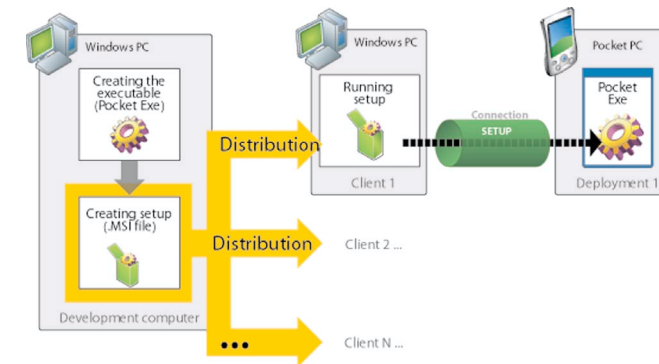 Windows PC
Creating the
executable
(Pocket Exe)
Creating setup
(.MSI file)
Development computer
Distribution
Distribution
...
Windows PC
Running
setup
Client 1
Client 2 ...
Client N ...
Connection
SETUP
Pocket PC
Pocket
Exe
Deployment 1